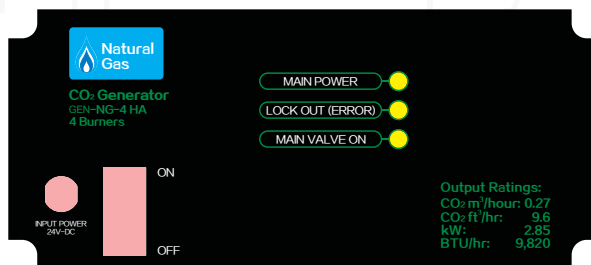 Natural
Gas
CO₂ Generator
GEN-NG-4 HA
4 Burners
MAIN POWER
LOCK OUT (ERROR)
MAIN VALVE ON
ON
OFF
INPUT POWER
24V-DC
Output Ratings:
CO₂ m³/hour: 0.27
CO₂ ft³/hr: 9.6
kW: 2.85
BTU/hr: 9,820